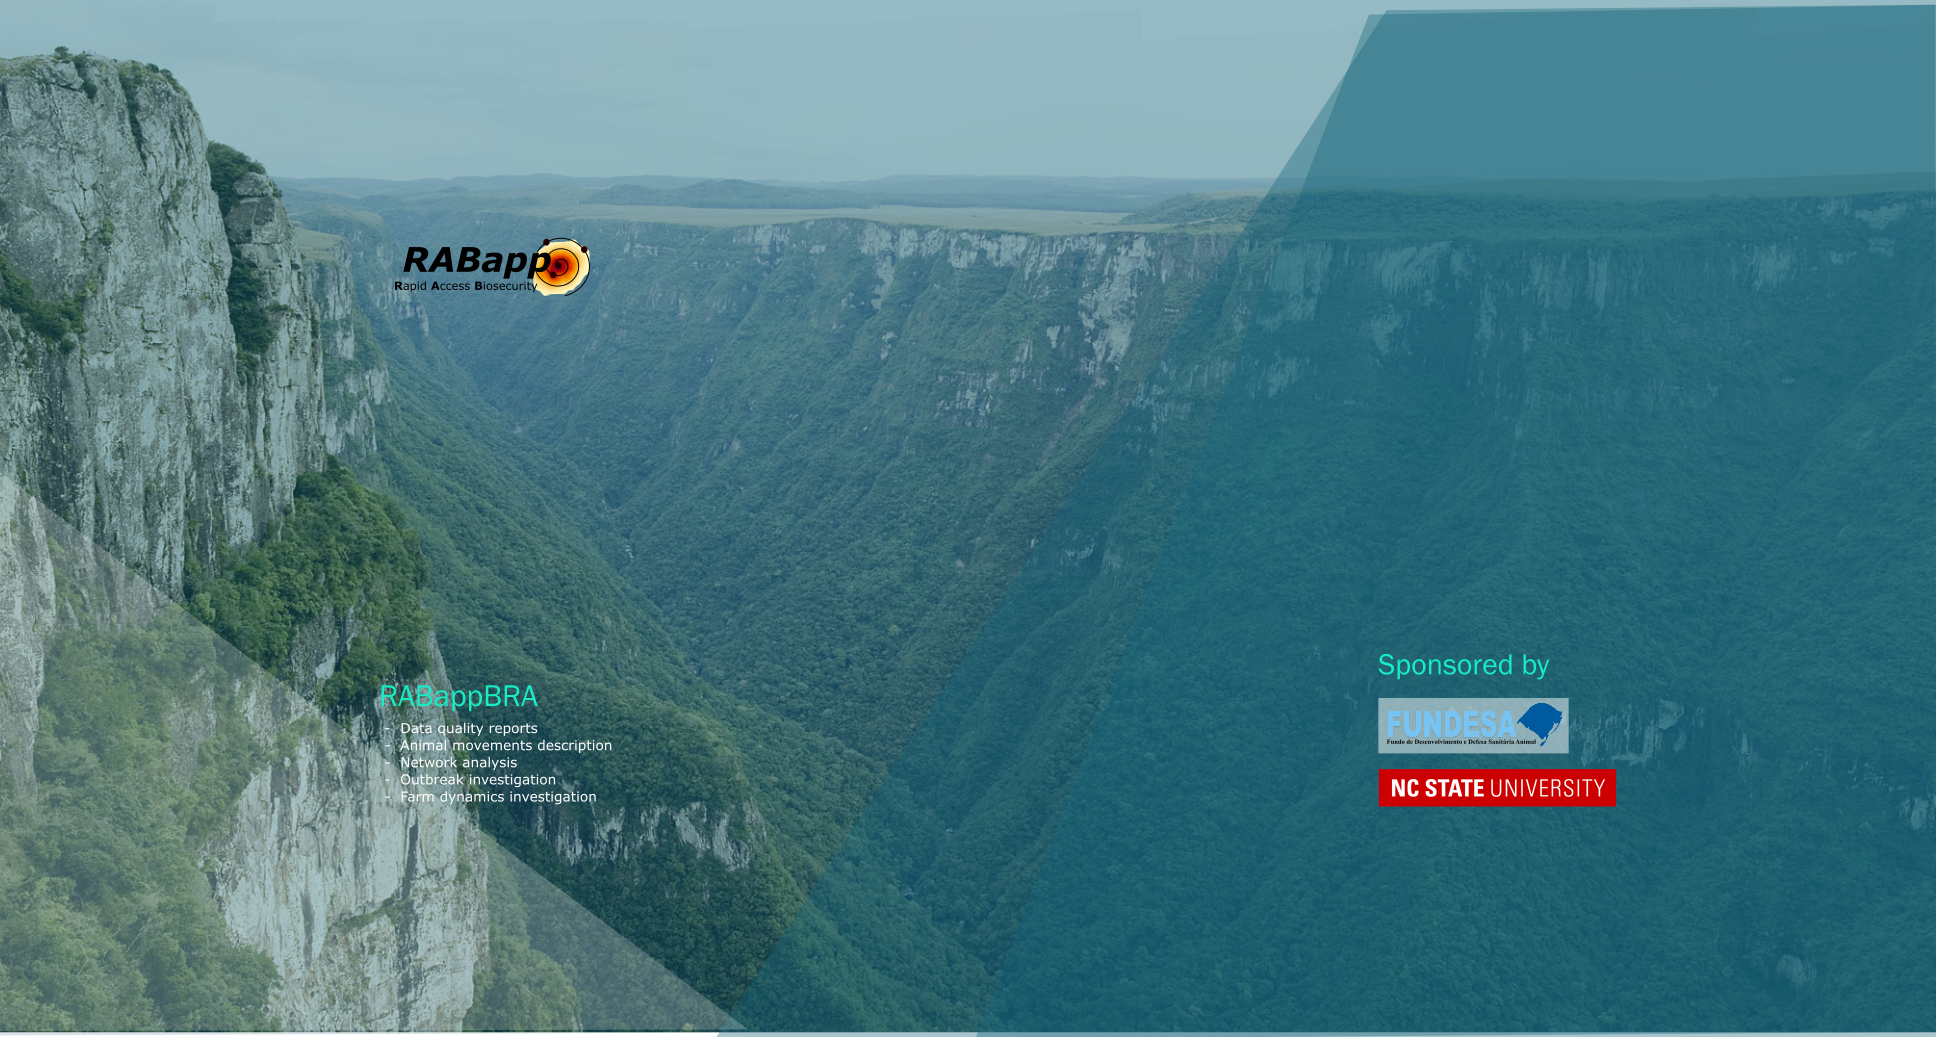 RABapp
Rapid Access Biosecurity
RABappBRA
- Data quality reports
- Animal movements description
- Network analysis
- Outbreak investigation
- Farm dynamics investigation
Sponsored by
FUNDESA
Fundo de Desenvolvimento e Defesa Sanitária Animal
NC STATE UNIVERSITY